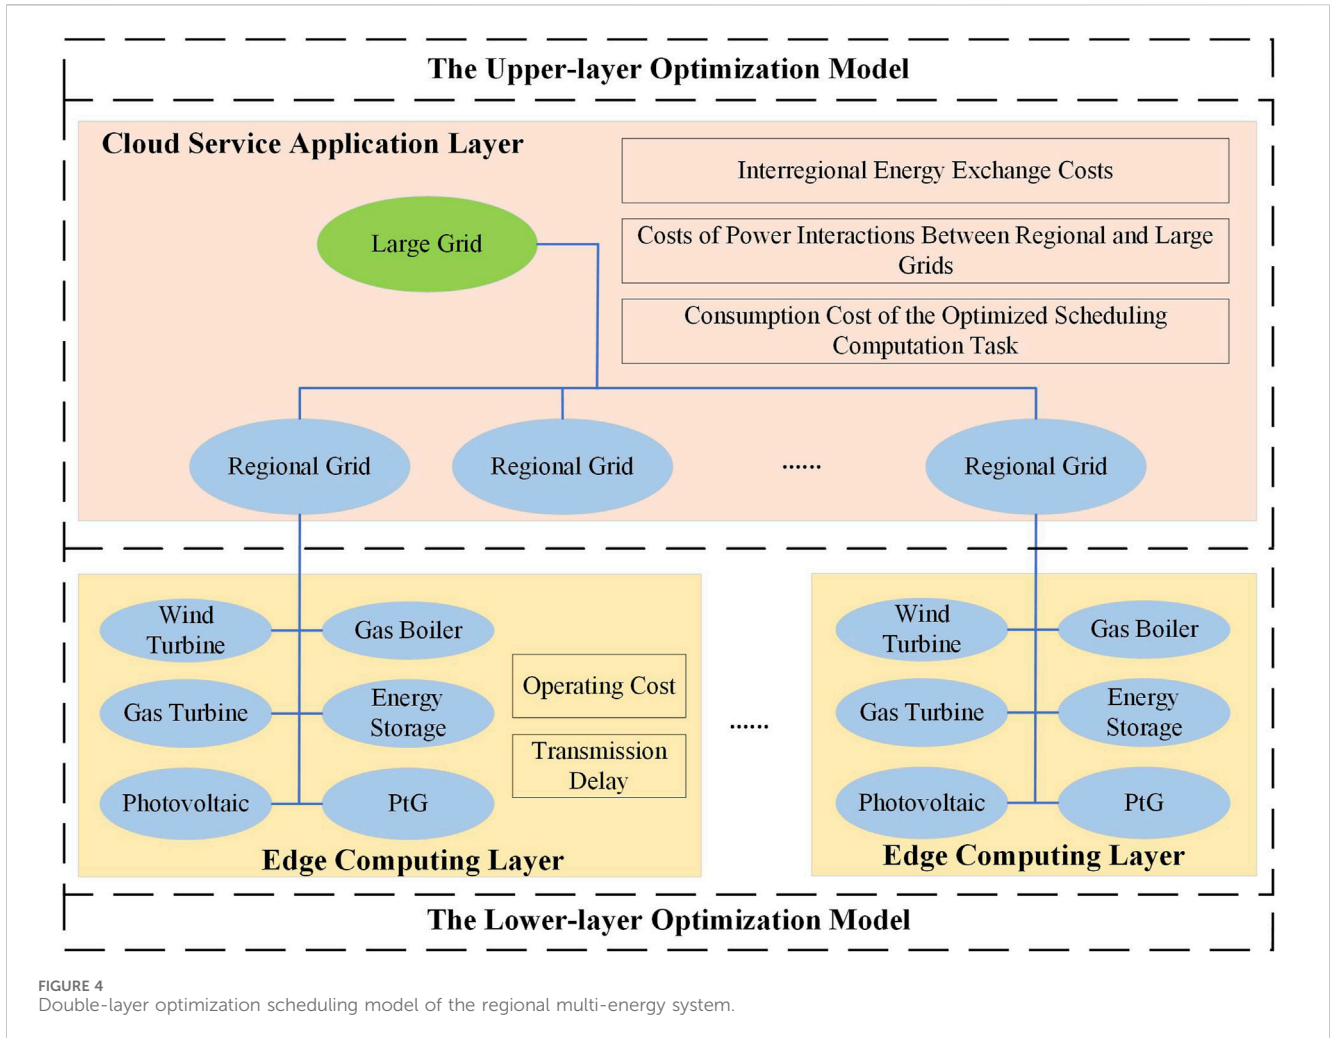 The Upper-layer Optimization Model
Cloud Service Application Layer
Interregional Energy Exchange Costs
Large Grid
Costs of Power Interactions Between Regional and Large
Grids
Consumption Cost of the Optimized Scheduling
Computation Task
Regional Grid
Regional Grid
......
Regional Grid
Wind
Turbine
Gas Boiler
Gas Turbine
Energy
Storage
Photovoltaic
PtG
Operating Cost
Transmission
Delay
Edge Computing Layer
......
Wind
Turbine
Gas Boiler
Gas Turbine
Energy
Storage
Photovoltaic
PtG
Edge Computing Layer
The Lower-layer Optimization Model
FIGURE 4
Double-layer optimization scheduling model of the regional multi-energy system.